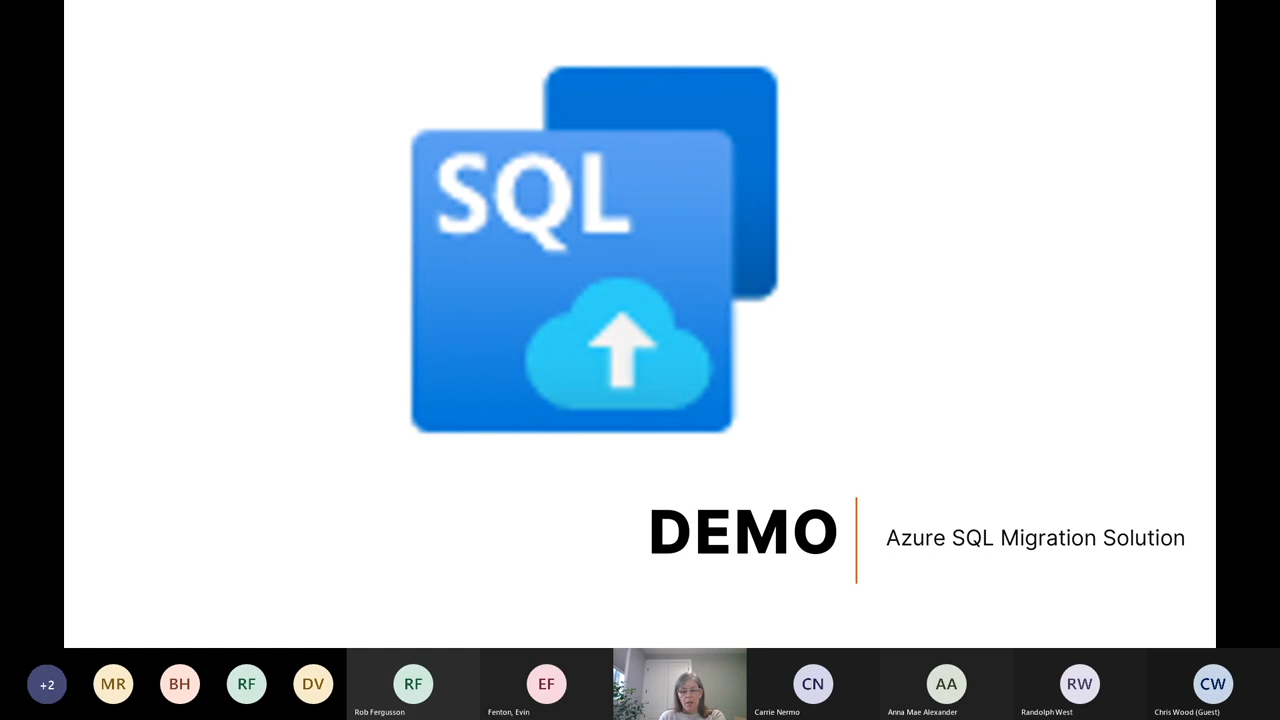 SQL
DEMO
Azure SQL Migration Solution
+2
MR
BH
RF
DV
RF
Rob Fergusson
EF
Fenton, Evin
CN
Carrie Nermo
AA
Anna Mae Alexander
RW
Randolph West
CW
Chris Wood (Guest)